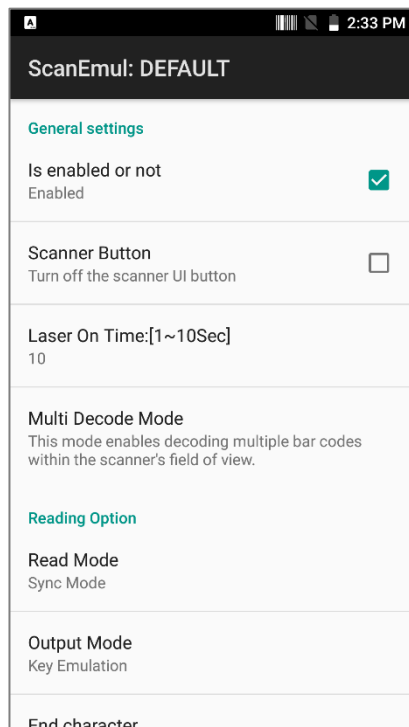 A
2:33 PM
ScanEmul: DEFAULT
General settings
Is enabled or not
Enabled
Scanner Button
Turn off the scanner UI button
Laser On Time:[1~10Sec]
10
Multi Decode Mode
This mode enables decoding multiple bar codes
within the scanner's field of view.
Reading Option
Read Mode
Sync Mode
Output Mode
Key Emulation
End character